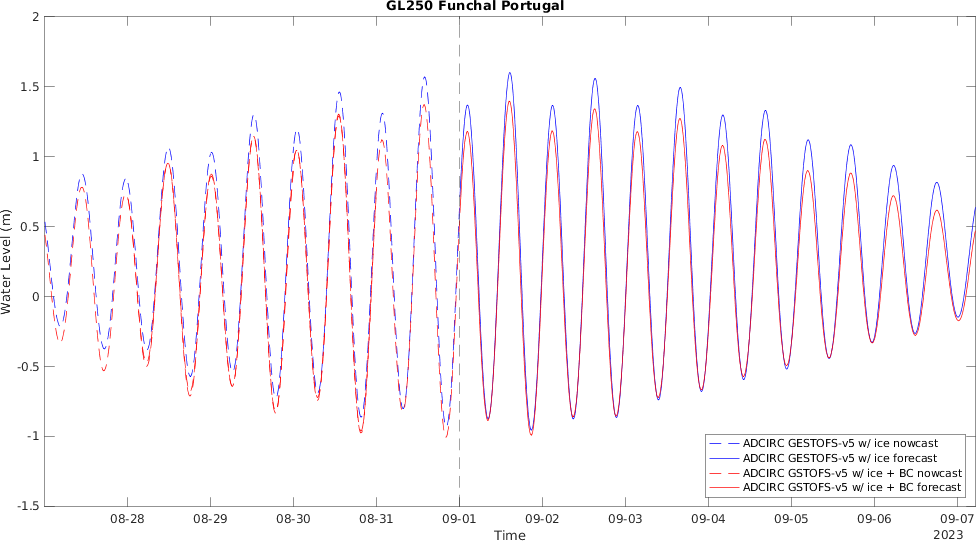 GL250 Funchal Portugal
2
1.5
1
0.5
0
-0.5
-1
-1.5
Water Level (m)
ADCIRC GESTOFS-v5 w/ ice nowcast
ADCIRC GESTOFS-v5 w/ ice forecast
ADCIRC GSTOFS-v5 w/ ice + BC nowcast
ADCIRC GSTOFS-v5 w/ ice + BC forecast
08-28 08-29 08-30 08-31 09-01 09-02 09-03 09-04 09-05 09-06 09-07
Time 2023